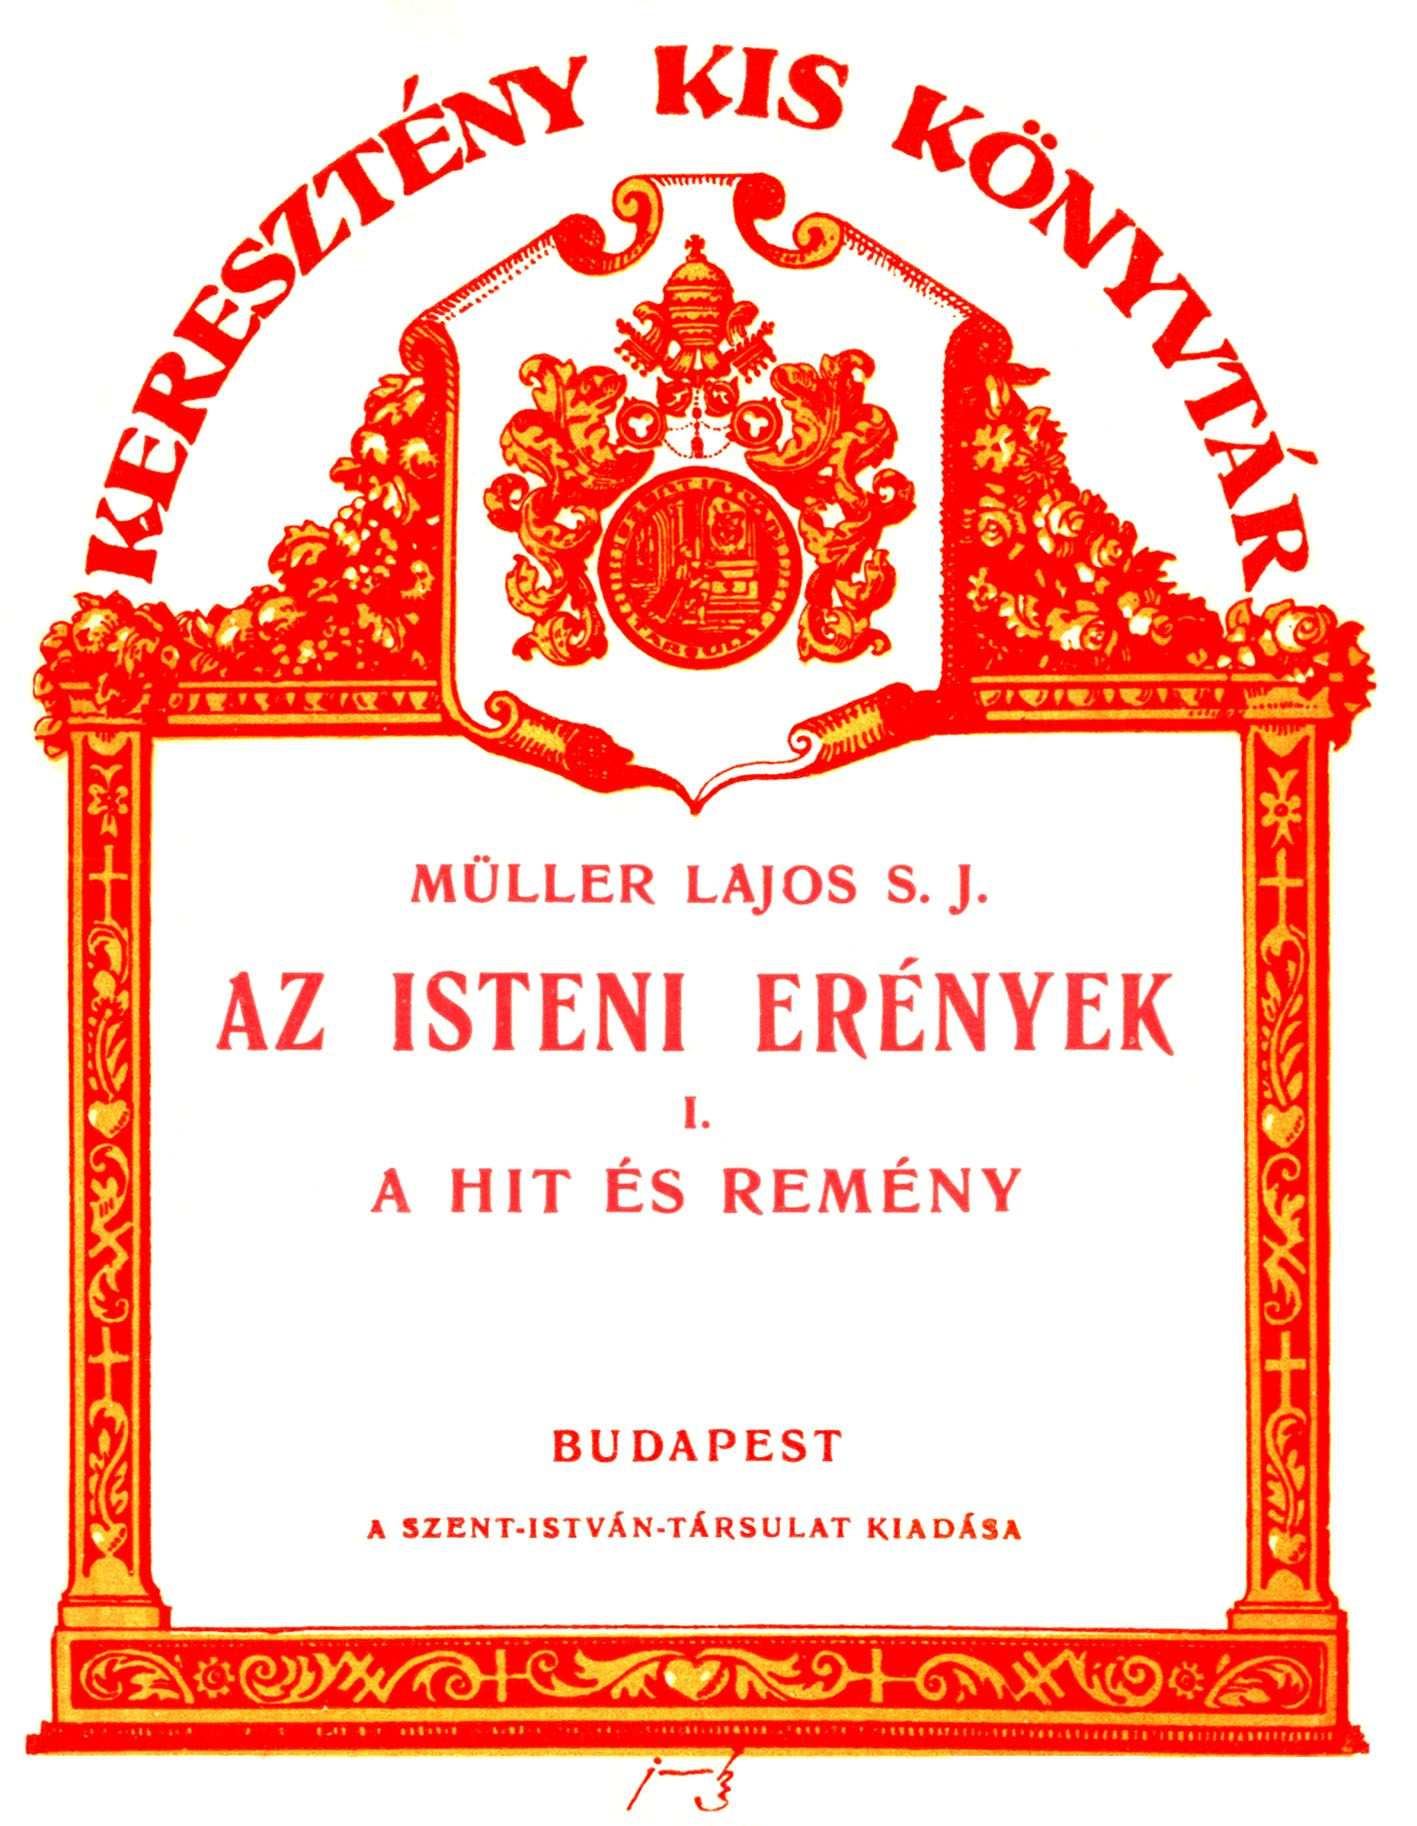 KERESZTÉNY KIS KÖNYVTÁR
MÜLLER LAJOS S. J.
AZ ISTENI ERÉNYEK
I.
A HIT ÉS REMÉNY
BUDAPEST
A SZENT-ISTVÁN-TÁRSULAT KIADÁSA